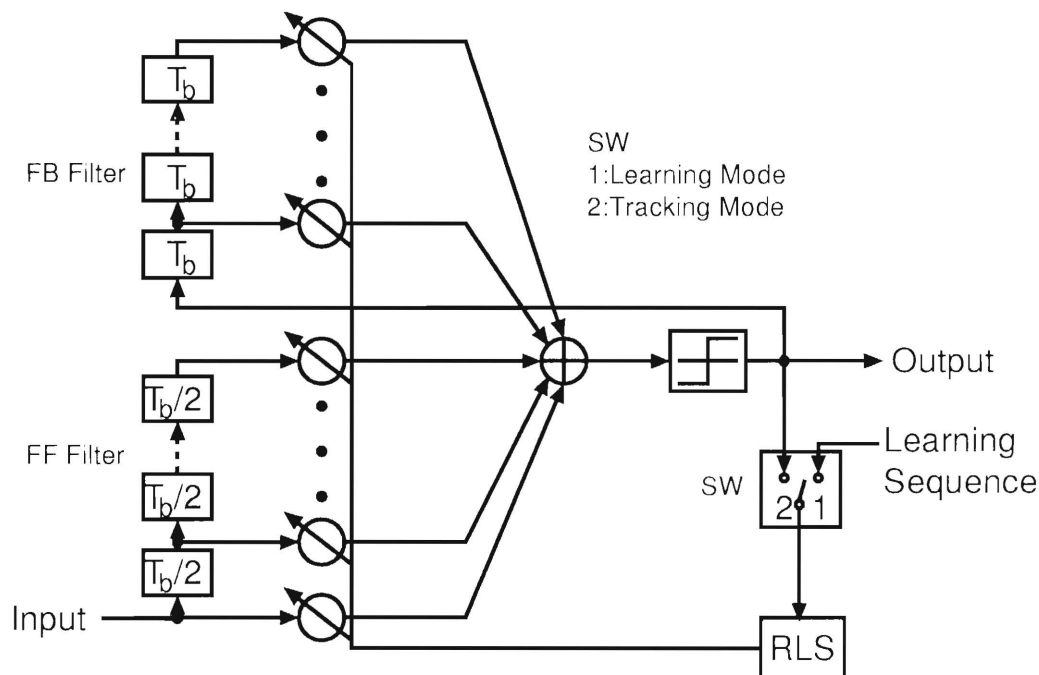 T_b
T_b
FB Filter
T_b
SW
1:Learning Mode
2:Tracking Mode
T_b/2
FF Filter
T_b/2
T_b/2
Input
Output
Learning
Sequence
SW
2 1
RLS